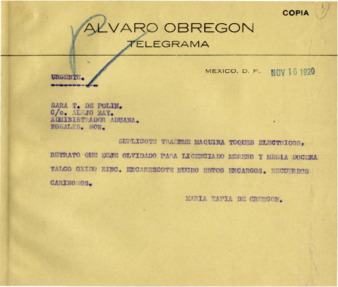 COPIA
ALVARO OBREGON
TELEGRAMA
MEXICO, D. F. NOV 16 1920
URGENTE.
SARA T. DE POLIN.
C/o. ALEJO BAY.
ADMINISTRADOR ADUANA.
NOGALES, SON.
SUPLICOTE TRAERME MAQUINA TOQUES ELECTRICOS,
RETRATO QUE DEJE OLVIDADO PARA LICENCIADO MORENO Y MEDIA DOCENA
TALCO OXIDO ZINC. ENCARESCOTE MUCHO ESTOS ENCARGOS. RECUERDOS
CARIÑOSOS.
MARIA TAPIA DE OBREGON.